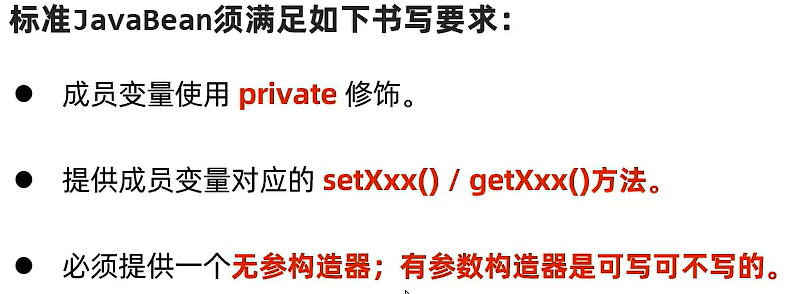 标准JavaBean须满足如下书写要求：
● 成员变量使用 private 修饰。
● 提供成员变量对应的 setXxx() / getXxx()方法。
● 必须提供一个无参构造器；有参数构造器是可写可不写的。